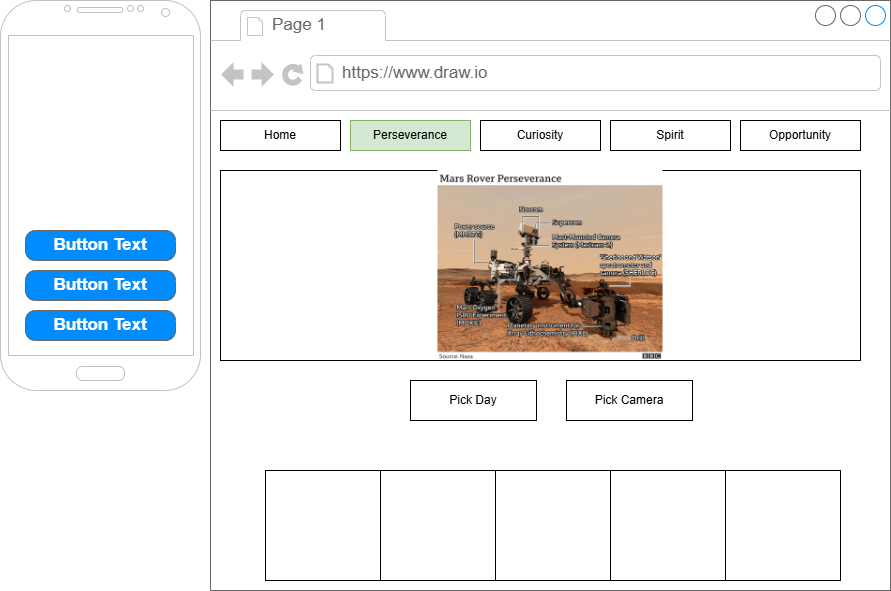 Page 1
https://www.draw.io
Home
Perseverance
Curiosity
Spirit
Opportunity
Button Text
Button Text
Button Text
Mars Rover Perseverance
Navcam
Supercam
Power source
(MMRTG)
Mast-Mounted Camera
System (Mastcam-Z)
Sherloc and Watson
spectrometer and
camera (SHERLOC)
Mars Oxygen
ISRU Experiment
(MOXIE)
Planetary Instrument for
X-ray Lithochemistry (PIXL)
Drill
Source: Nasa
BBC
Pick Day
Pick Camera